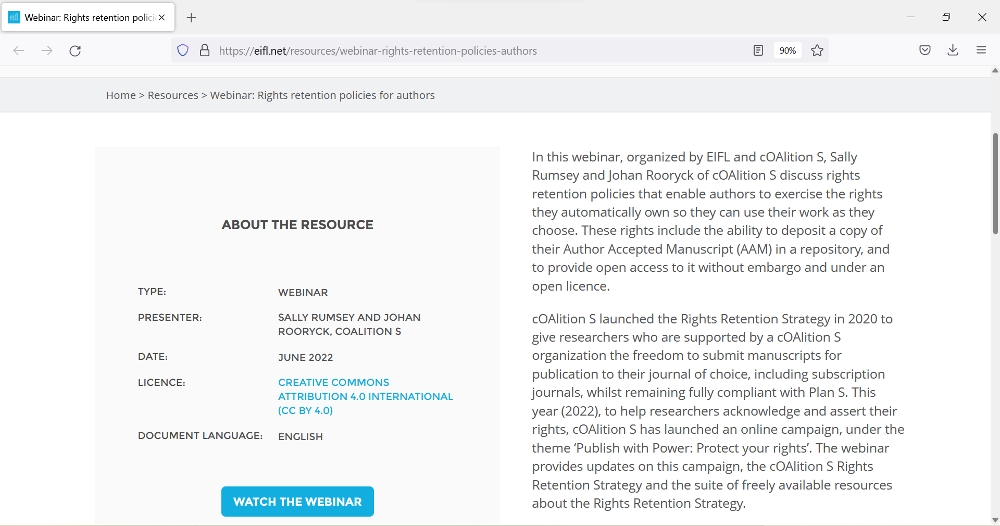 eifl
Webinar: Rights retention polici
https://eifl.net/resources/webinar-rights-retention-policies-authors
90%
Home > Resources > Webinar: Rights retention policies for authors
ABOUT THE RESOURCE
TYPE: WEBINAR
PRESENTER: SALLY RUMSEY AND JOHAN
ROORYCK, COALITION S
DATE: JUNE 2022
LICENCE: CREATIVE COMMONS
ATTRIBUTION 4.0 INTERNATIONAL
(CC BY 4.0)
DOCUMENT LANGUAGE: ENGLISH
WATCH THE WEBINAR
In this webinar, organized by EIFL and cOAlition S, Sally
Rumsey and Johan Rooryck of cOAlition S discuss rights
retention policies that enable authors to exercise the rights
they automatically own so they can use their work as they
choose. These rights include the ability to deposit a copy of
their Author Accepted Manuscript (AAM) in a repository, and
to provide open access to it without embargo and under an
open licence.
cOAlition S launched the Rights Retention Strategy in 2020 to
give researchers who are supported by a cOAlition S
organization the freedom to submit manuscripts for
publication to their journal of choice, including subscription
journals, whilst remaining fully compliant with Plan S. This
year (2022), to help researchers acknowledge and assert their
rights, cOAlition S has launched an online campaign, under the
theme ‘Publish with Power: Protect your rights’. The webinar
provides updates on this campaign, the cOAlition S Rights
Retention Strategy and the suite of freely available resources
about the Rights Retention Strategy.